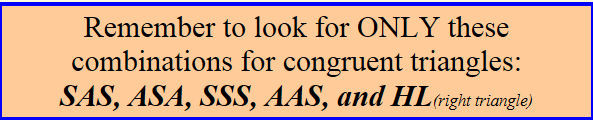 Remember to look for ONLY these
combinations for congruent triangles:
SAS, ASA, SSS, AAS, and HL(right triangle)